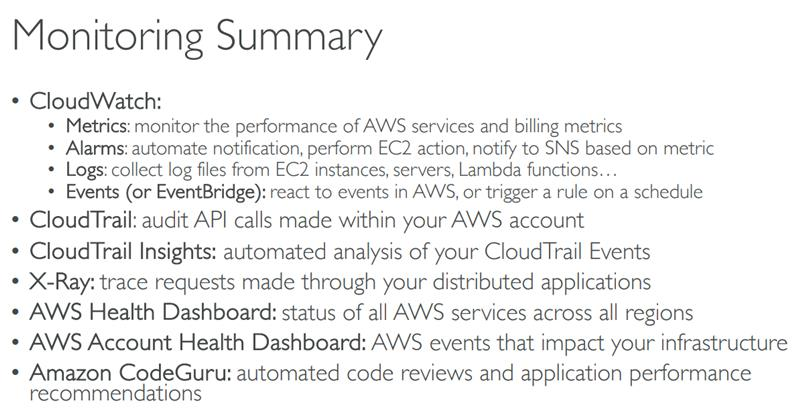 Monitoring Summary
• CloudWatch:
• Metrics: monitor the performance of AWS services and billing metrics
• Alarms: automate notification, perform EC2 action, notify to SNS based on metric
• Logs: collect log files from EC2 instances, servers, Lambda functions…
• Events (or EventBridge): react to events in AWS, or trigger a rule on a schedule
• CloudTrail: audit API calls made within your AWS account
• CloudTrail Insights: automated analysis of your CloudTrail Events
• X-Ray: trace requests made through your distributed applications
• AWS Health Dashboard: status of all AWS services across all regions
• AWS Account Health Dashboard: AWS events that impact your infrastructure
• Amazon CodeGuru: automated code reviews and application performance
recommendations